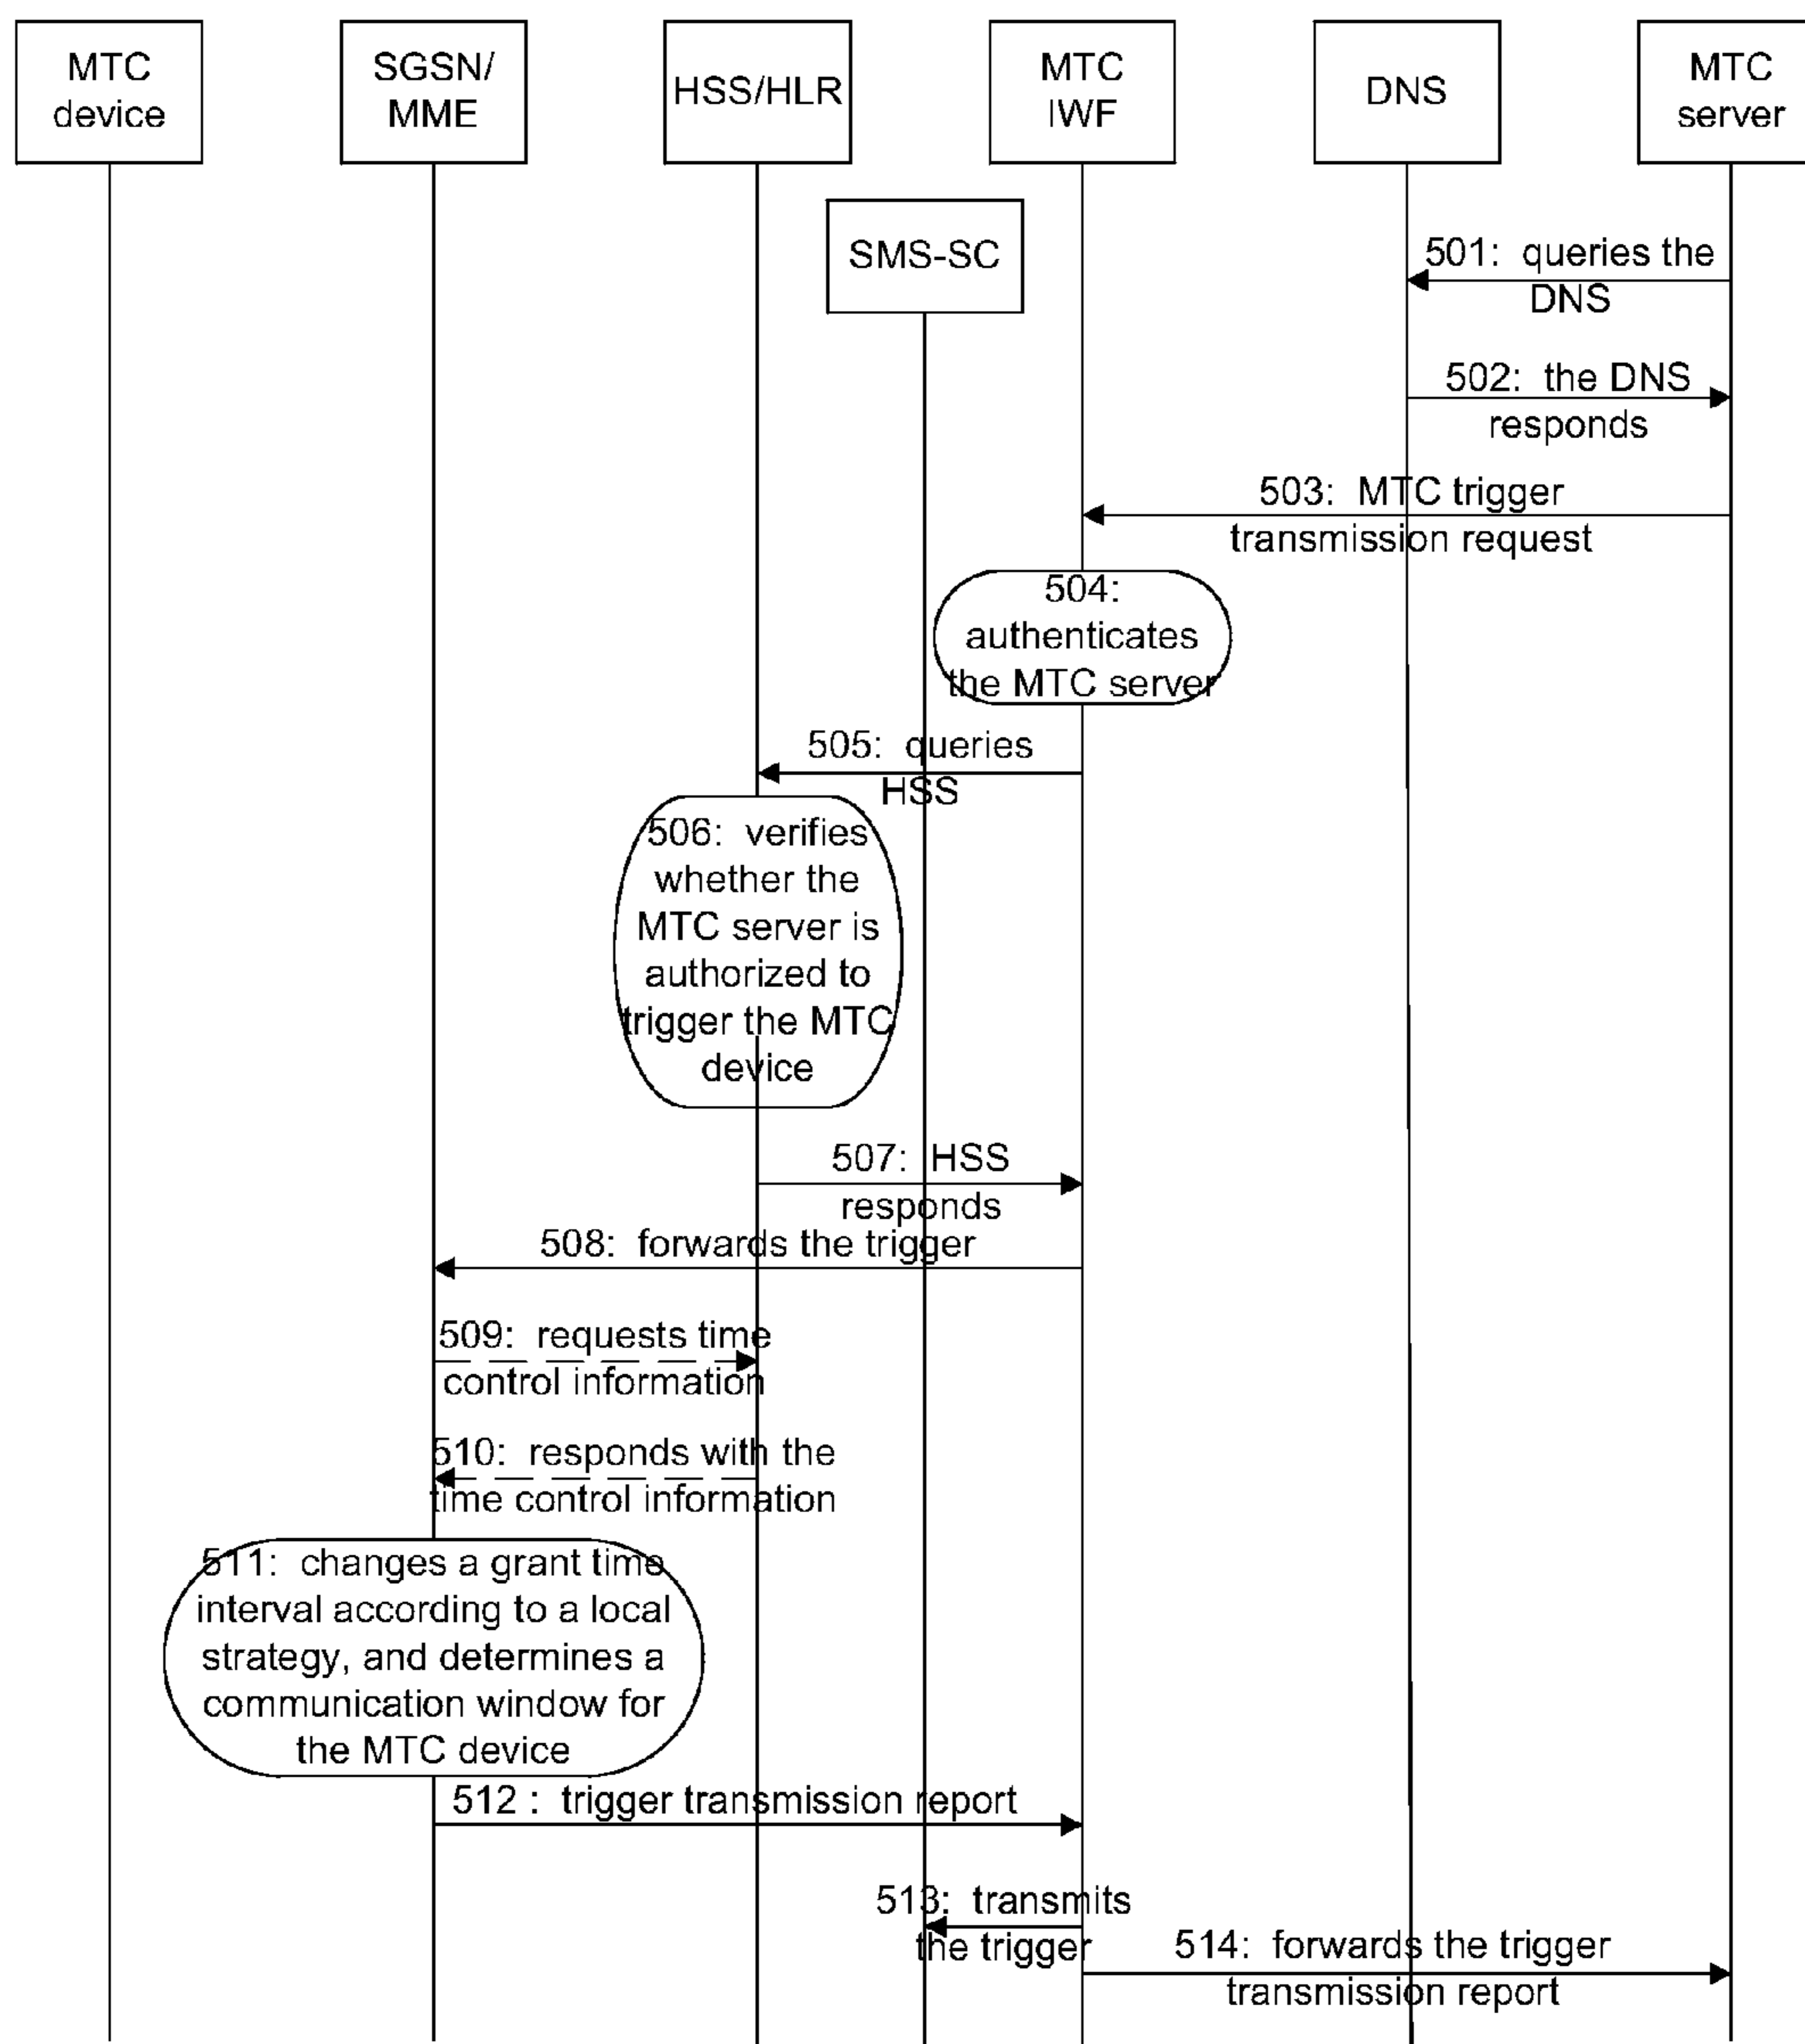 MTC
device
SGSN/
MME
HSS/HLR
MTC
IWF
DNS
MTC
server
SMS-SC
501: queries the
DNS
502: the DNS
responds
503: MTC trigger
transmission request
504:
authenticates
the MTC server
505: queries
HSS
506: verifies
whether the
MTC server is
authorized to
trigger the MTC
device
507: HSS
responds
508: forwards the trigger
509: requests time
control information
510: responds with the
time control information
511: changes a grant time
interval according to a local
strategy, and determines a
communication window for
the MTC device
512 : trigger transmission report
513: transmits
the trigger
514: forwards the trigger
transmission report